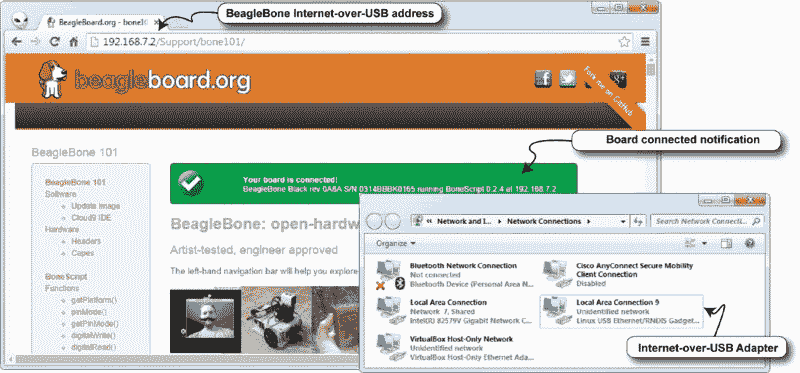 BeagleBone Internet-over-USB address
BeagleBoard.org - bone10
192.168.7.2/Support/bone101/
beagleboard.org
Fork me on GitHub
Board connected notification
BeagleBone 101
Your board is connected!
BeagleBone Black rev 0A6A S/N 0314BBBK0165 running BoneScript 0.2.4 at 192.168.7.2
BeagleBone 101
Software
Update image
Cloud9 IDE
Hardware
Headers
Capes
BoneScript
Functions
getPlatform()
pinMode()
getPinMode()
digitalWrite()
digitalRead()
BeagleBone: open-hardw
Artist-tested, engineer approved
The left-hand navigation bar will help you explore
Network and I...
Network Connections
Search Network Connecti...
Organize
Bluetooth Network Connection
Not connected
Bluetooth Device (Personal Area N...
Cisco AnyConnect Secure Mobility
Client Connection
Disabled
Local Area Connection
Network 7, Shared
Intel(R) 82579V Gigabit Network C...
Local Area Connection 9
Unidentified network
Linux USB Ethernet/RNDIS Gadget...
VirtualBox Host-Only Network
Unidentified network
VirtualBox Host-Only Ethernet Ada...
Internet-over-USB Adapter